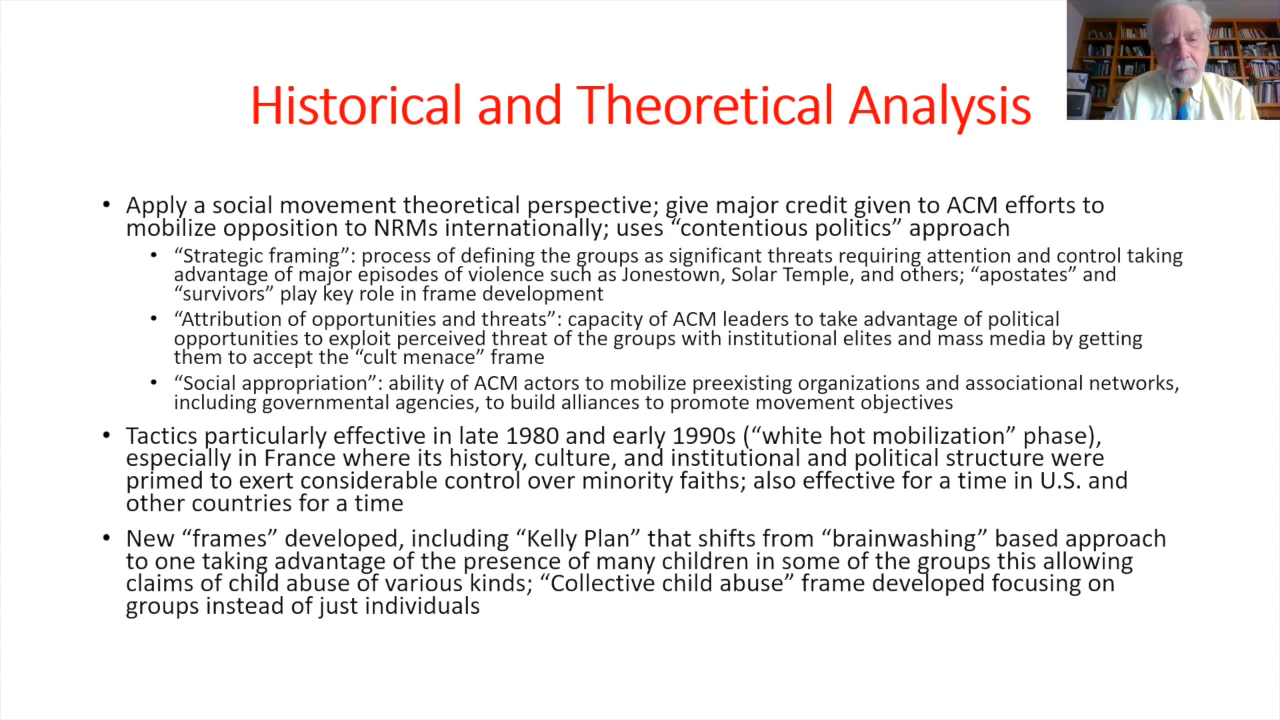 Historical and Theoretical Analysis
• Apply a social movement theoretical perspective; give major credit given to ACM efforts to
mobilize opposition to NRMs internationally; uses “contentious politics” approach
• “Strategic framing”: process of defining the groups as significant threats requiring attention and control taking
advantage of major episodes of violence such as Jonestown, Solar Temple, and others; “apostates” and
“survivors” play key role in frame development
• “Attribution of opportunities and threats”: capacity of ACM leaders to take advantage of political
opportunities to exploit perceived threat of the groups with institutional elites and mass media by getting
them to accept the “cult menace” frame
• “Social appropriation”: ability of ACM actors to mobilize preexisting organizations and associational networks,
including governmental agencies, to build alliances to promote movement objectives
• Tactics particularly effective in late 1980 and early 1990s (“white hot mobilization” phase),
especially in France where its history, culture, and institutional and political structure were
primed to exert considerable control over minority faiths; also effective for a time in U.S. and
other countries for a time
• New “frames” developed, including “Kelly Plan” that shifts from “brainwashing” based approach
to one taking advantage of the presence of many children in some of the groups this allowing
claims of child abuse of various kinds; “Collective child abuse” frame developed focusing on
groups instead of just individuals